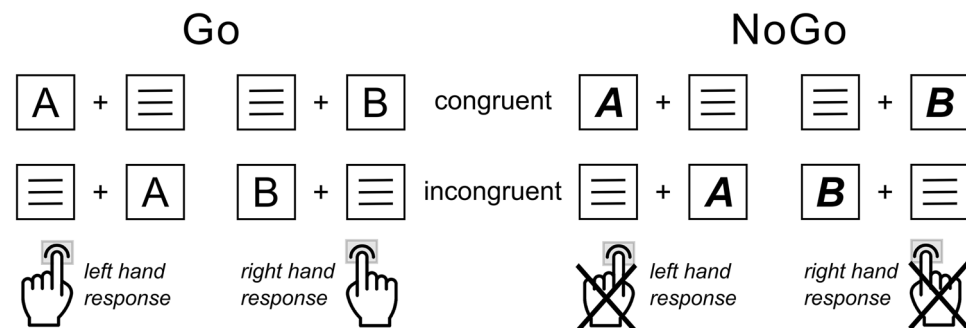 Go NoGo
A + + B congruent A + + B
+ A B + incongruent + A B +
left hand response right hand response left hand response right hand response